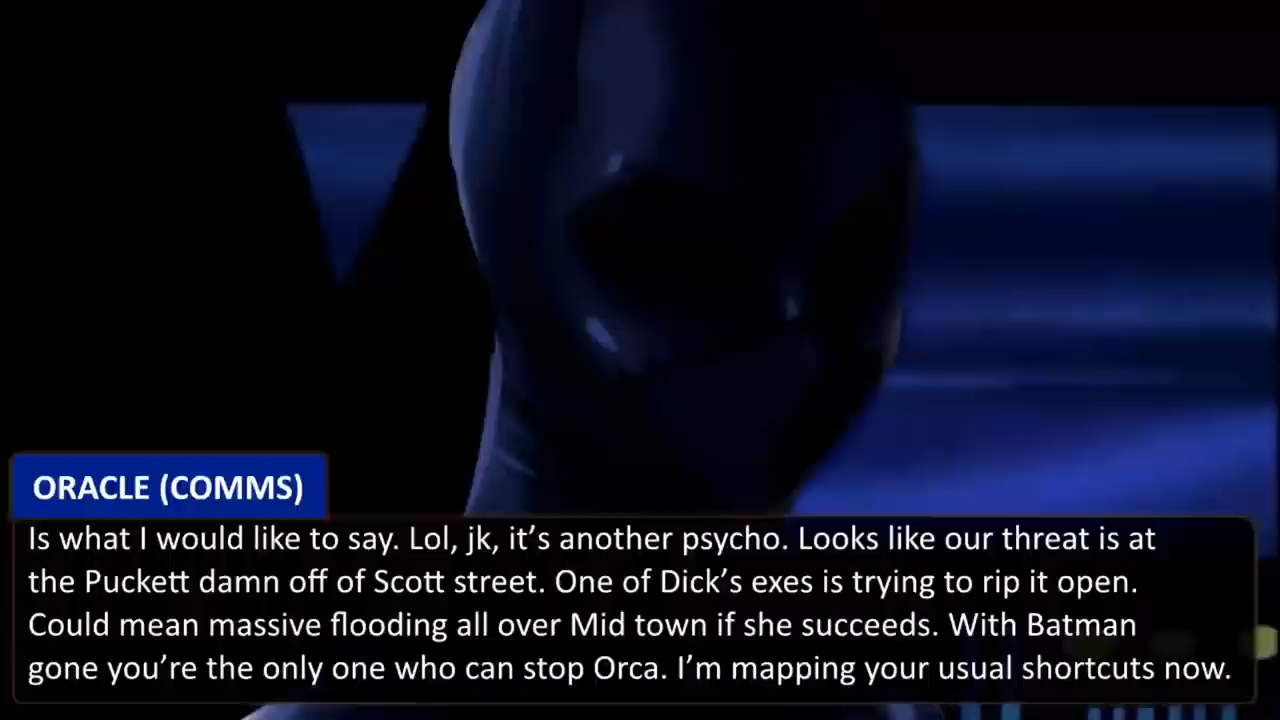 ORACLE (COMMS)
Is what I would like to say. Lol, jk, it’s another psycho. Looks like our threat is at
the Puckett damn off of Scott street. One of Dick’s exes is trying to rip it open.
Could mean massive flooding all over Mid town if she succeeds. With Batman
gone you’re the only one who can stop Orca. I’m mapping your usual shortcuts now.